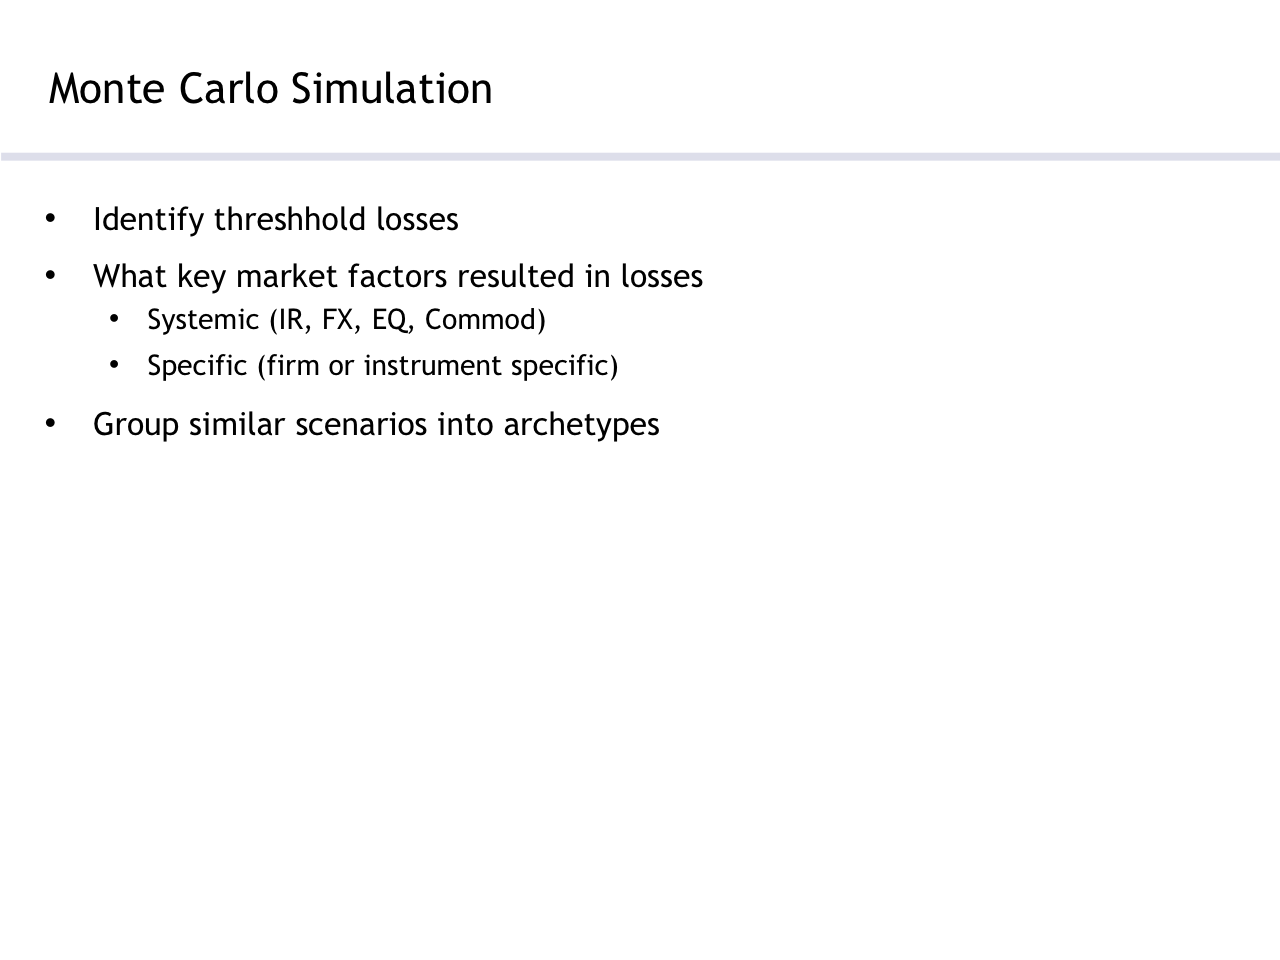 Monte Carlo Simulation
• Identify threshhold losses
• What key market factors resulted in losses
• Systemic (IR, FX, EQ, Commod)
• Specific (firm or instrument specific)
• Group similar scenarios into archetypes